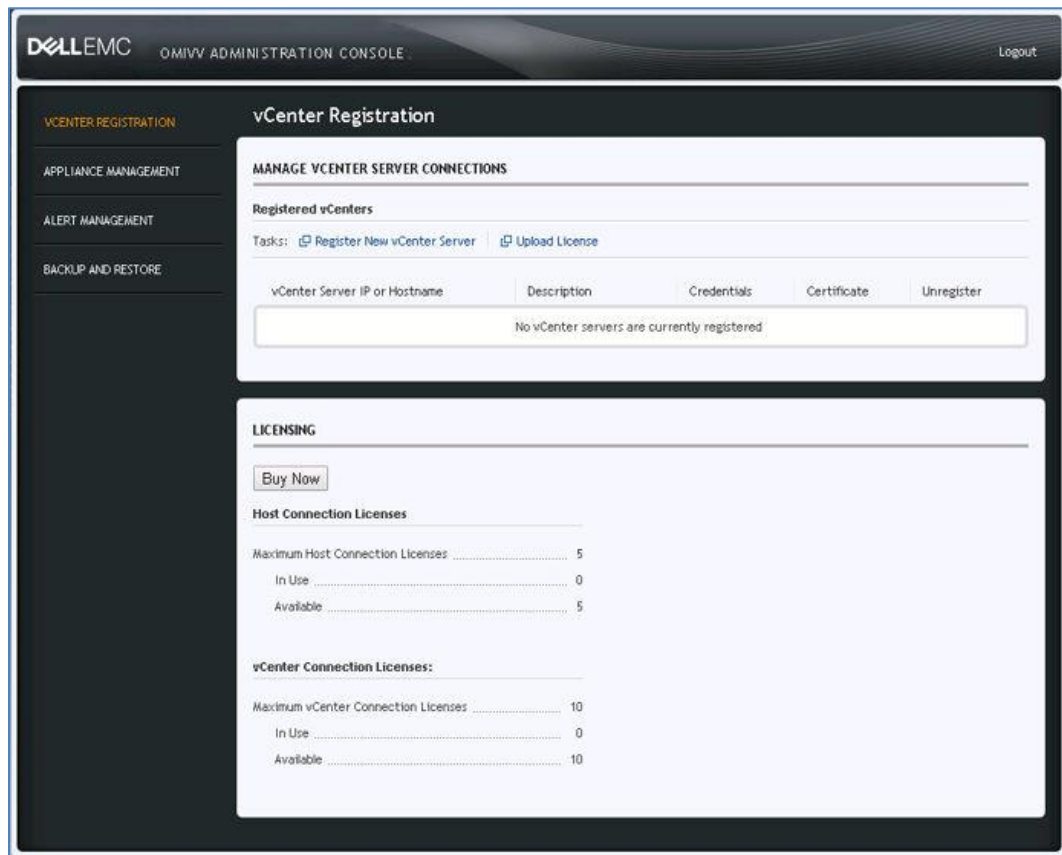 DELLEMC OMIVV ADMINISTRATION CONSOLE Logout
VCENTER REGISTRATION
APPLIANCE MANAGEMENT
ALERT MANAGEMENT
BACKUP AND RESTORE
vCenter Registration
MANAGE VCENTER SERVER CONNECTIONS
Registered vCenters
Tasks: Register New vCenter Server Upload License
vCenter Server IP or Hostname Description Credentials Certificate Unregister
No vCenter servers are currently registered
LICENSING
Buy Now
Host Connection Licenses
Maximum Host Connection Licenses 5
In Use 0
Available 5
vCenter Connection Licenses:
Maximum vCenter Connection Licenses 10
In Use 0
Available 10